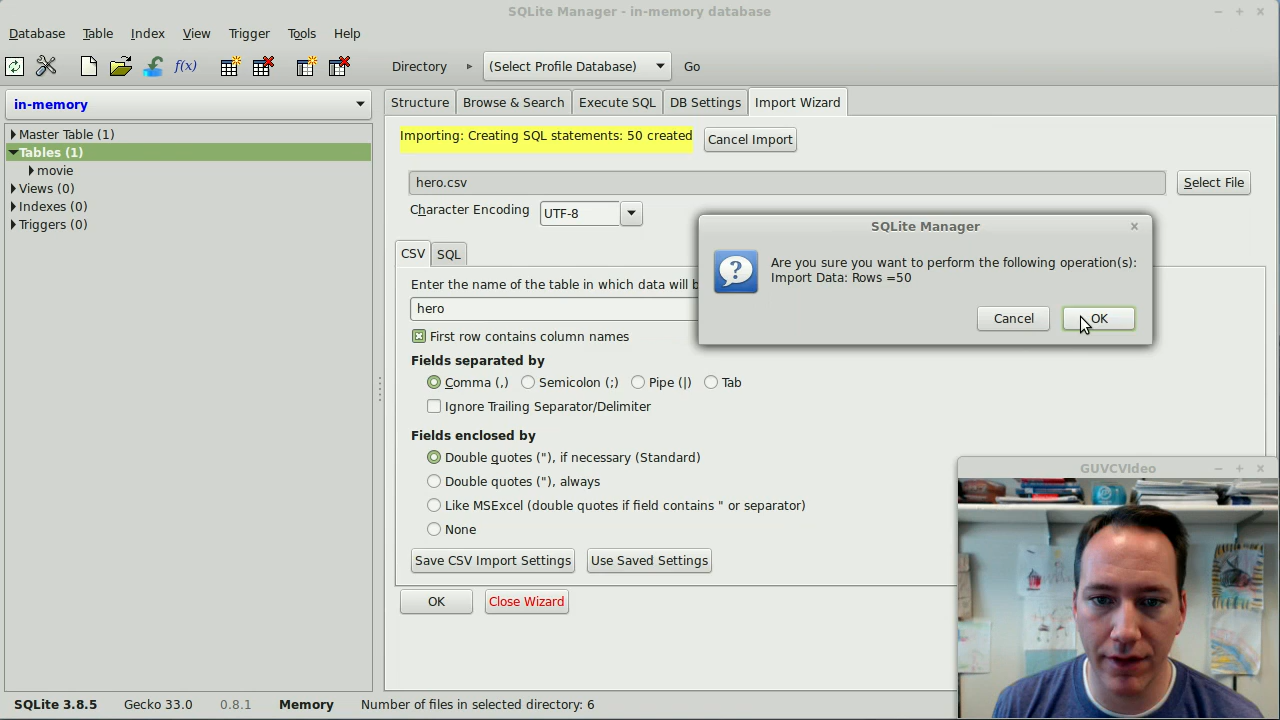 SQLite Manager - in-memory database
Database Table Index View Trigger Tools Help
f(x) Directory (Select Profile Database) Go
in-memory
Structure Browse & Search Execute SQL DB Settings Import Wizard
Master Table (1)
Tables (1)
movie
Views (0)
Indexes (0)
Triggers (0)
Importing: Creating SQL statements: 50 created Cancel Import
hero.csv Select File
Character Encoding UTF-8
CSV SQL
Enter the name of the table in which data will b
hero
First row contains column names
Fields separated by
Comma (,) Semicolon (;) Pipe (|) Tab
Ignore Trailing Separator/Delimiter
Fields enclosed by
Double quotes ("), if necessary (Standard)
Double quotes ("), always
Like MSExcel (double quotes if field contains " or separator)
None
Save CSV Import Settings Use Saved Settings
OK Close Wizard
SQLite Manager
Are you sure you want to perform the following operation(s):
Import Data: Rows =50
Cancel OK
GUVCVideo
SQLite 3.8.5 Gecko 33.0 0.8.1 Memory Number of files in selected directory: 6